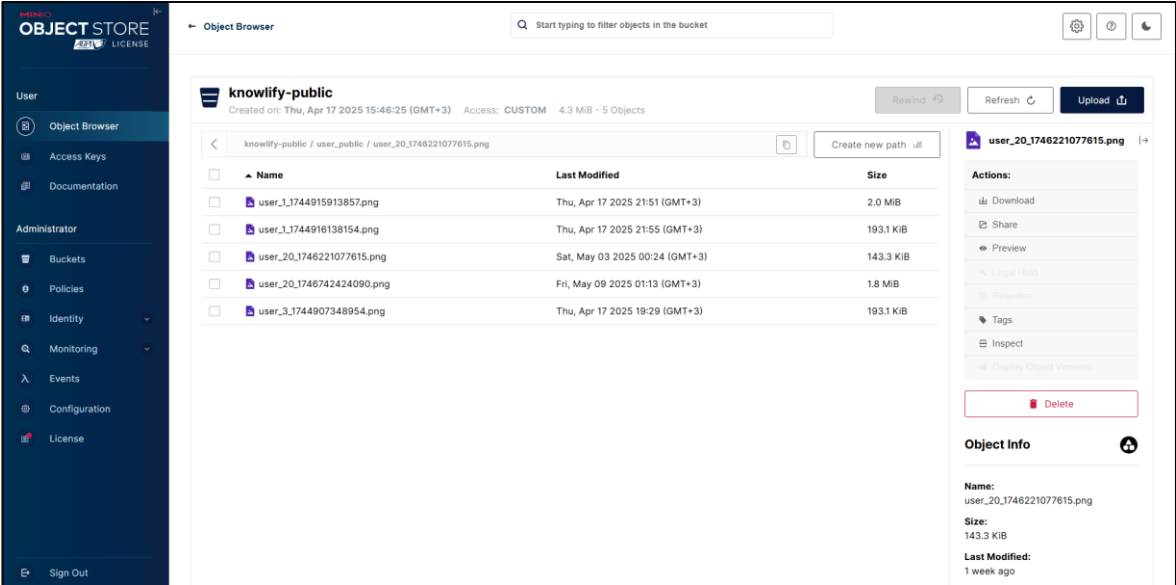 MINIO
OBJECT STORE
AGPLv3 LICENSE
User
Object Browser
Access Keys
Documentation
Administrator
Buckets
Policies
Identity
Monitoring
Events
Configuration
License
Sign Out
← Object Browser
Start typing to filter objects in the bucket
knowlify-public
Created on: Thu, Apr 17 2025 15:46:25 (GMT+3) Access: CUSTOM 4.3 MiB - 5 Objects
Rewind
Refresh
Upload
knowlify-public / user_public / user_20_1746221077615.png
Create new path
Name Last Modified Size
user_1_1744915913857.png Thu, Apr 17 2025 21:51 (GMT+3) 2.0 MiB
user_1_1744916138154.png Thu, Apr 17 2025 21:55 (GMT+3) 193.1 KiB
user_20_1746221077615.png Sat, May 03 2025 00:24 (GMT+3) 143.3 KiB
user_20_1746742424090.png Fri, May 09 2025 01:13 (GMT+3) 1.8 MiB
user_3_1744907348954.png Thu, Apr 17 2025 19:29 (GMT+3) 193.1 KiB
user_20_1746221077615.png
Actions:
Download
Share
Preview
Legal Hold
Retention
Tags
Inspect
Display Object Versions
Delete
Object Info
Name:
user_20_1746221077615.png
Size:
143.3 KiB
Last Modified:
1 week ago